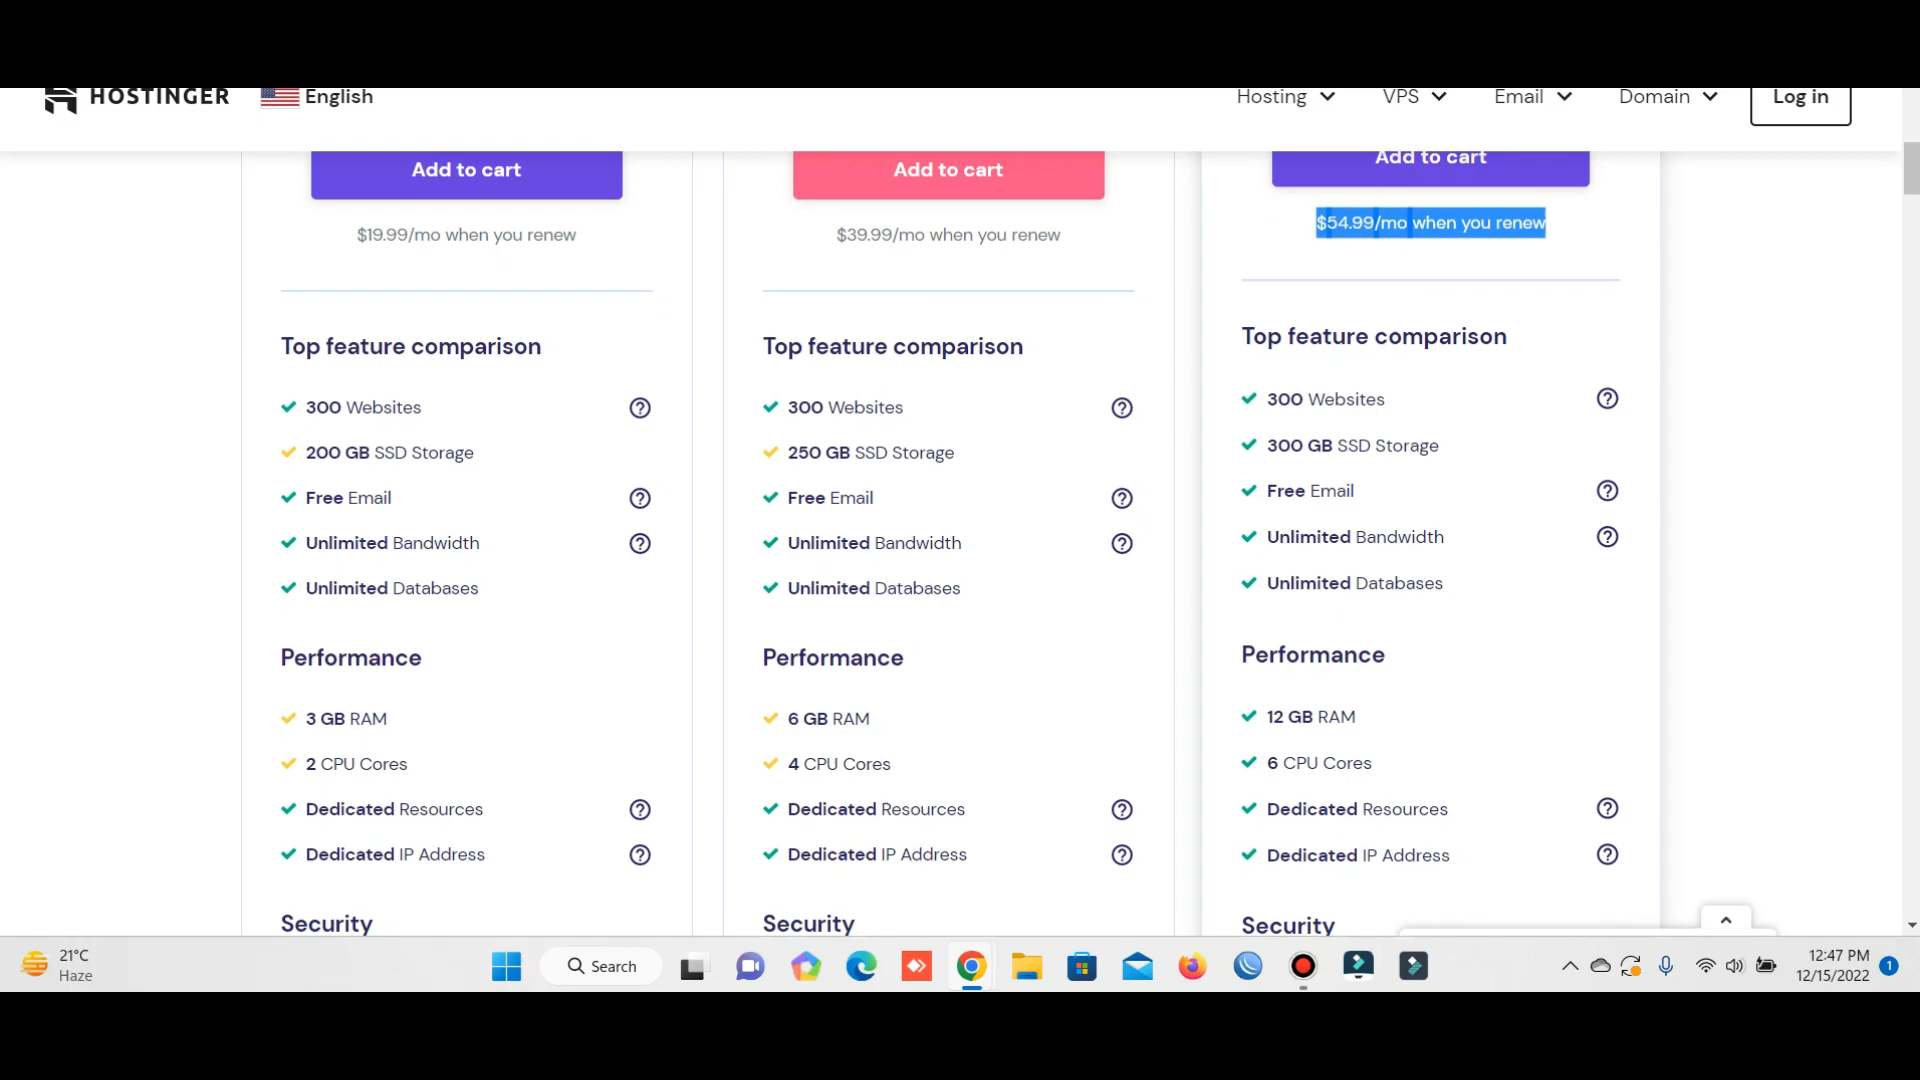 HOSTINGER English Hosting VPS Email Domain Log in
Add to cart
$19.99/mo when you renew
Top feature comparison
300 Websites
200 GB SSD Storage
Free Email
Unlimited Bandwidth
Unlimited Databases
Performance
3 GB RAM
2 CPU Cores
Dedicated Resources
Dedicated IP Address
Security
Add to cart
$39.99/mo when you renew
Top feature comparison
300 Websites
250 GB SSD Storage
Free Email
Unlimited Bandwidth
Unlimited Databases
Performance
6 GB RAM
4 CPU Cores
Dedicated Resources
Dedicated IP Address
Security
Add to cart
$54.99/mo when you renew
Top feature comparison
300 Websites
300 GB SSD Storage
Free Email
Unlimited Bandwidth
Unlimited Databases
Performance
12 GB RAM
6 CPU Cores
Dedicated Resources
Dedicated IP Address
Security
21°C
Haze
Search
12:47 PM
12/15/2022
1